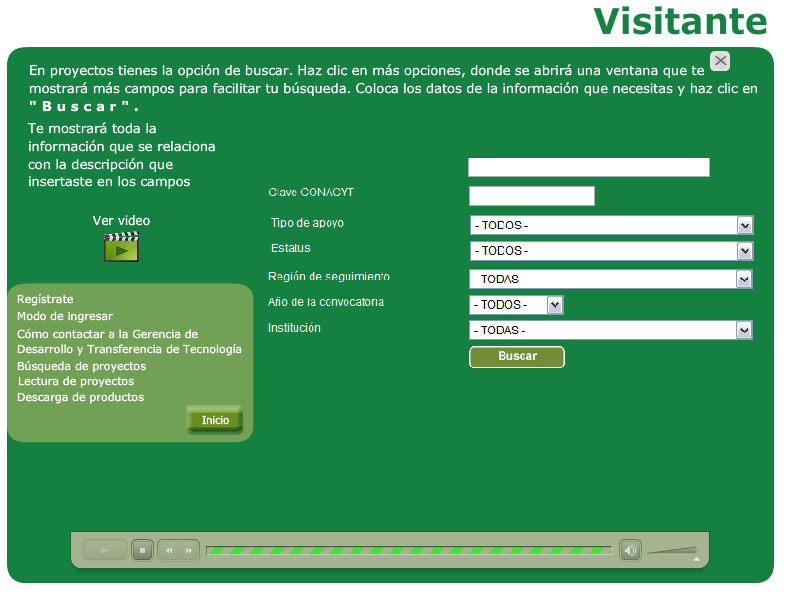 Visitante
En proyectos tienes la opción de buscar. Haz clic en más opciones, donde se abrirá una ventana que te
mostrará más campos para facilitar tu búsqueda. Coloca los datos de la información que necesitas y haz clic en
"Buscar".
Te mostrará toda la
información que se relaciona
con la descripción que
insertaste en los campos
Ver video
Clave CONACYT
Tipo de apoyo
- TODOS -
Estatus
- TODOS -
Región de seguimiento
TODAS
Año de la convocatoria
- TODOS -
Institución
- TODAS -
Buscar
Regístrate
Modo de ingresar
Cómo contactar a la Gerencia de
Desarrollo y Transferencia de Tecnología
Búsqueda de proyectos
Lectura de proyectos
Descarga de productos
Inicio